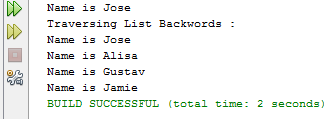 Name is Jose
Traversing List Backwords :
Name is Jose
Name is Alisa
Name is Gustav
Name is Jamie
BUILD SUCCESSFUL (total time: 2 seconds)